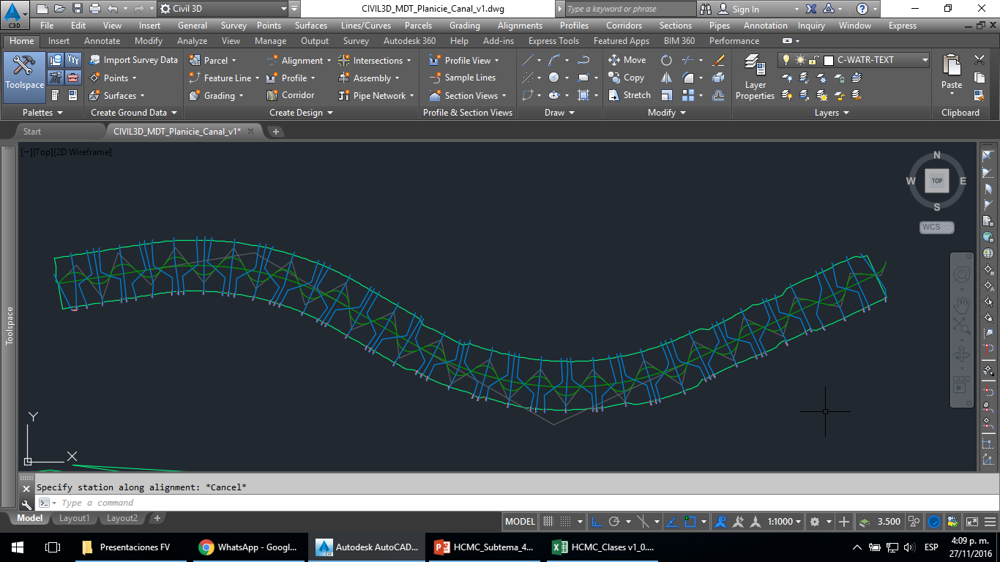 C3D
Civil 3D
CIVIL3D_MDT_Planicie_Canal_v1.dwg
Type a keyword or phrase
Sign In
File Edit View Insert General Survey Points Surfaces Lines/Curves Parcels Grading Alignments Profiles Corridors Sections Pipes Annotation Inquiry Window Express
Home Insert Annotate Modify Analyze View Manage Output Survey Autodesk 360 Help Add-ins Express Tools Featured Apps BIM 360 Performance
Toolspace
Import Survey Data
Points
Surfaces
Parcel
Feature Line
Grading
Alignment
Profile
Corridor
Intersections
Assembly
Pipe Network
Profile View
Sample Lines
Section Views
Move
Copy
Stretch
Layer
Properties
C-WATR-TEXT
Paste
Palettes Create Ground Data Create Design Profile & Section Views Draw Modify Layers Clipboard
Start CIVIL3D_MDT_Planicie_Canal_v1*
[−][Top][2D Wireframe]
N
W TOP E
S
WCS
Toolspace
Y
X
Specify station along alignment: *Cancel*
Type a command
Model Layout1 Layout2
MODEL 1:1000 3.500
Presentaciones FV WhatsApp - Googl... Autodesk AutoCAD... HCMC_Subtema_4... HCMC_Clases v1_0.... ESP
4:09 p. m.
27/11/2016